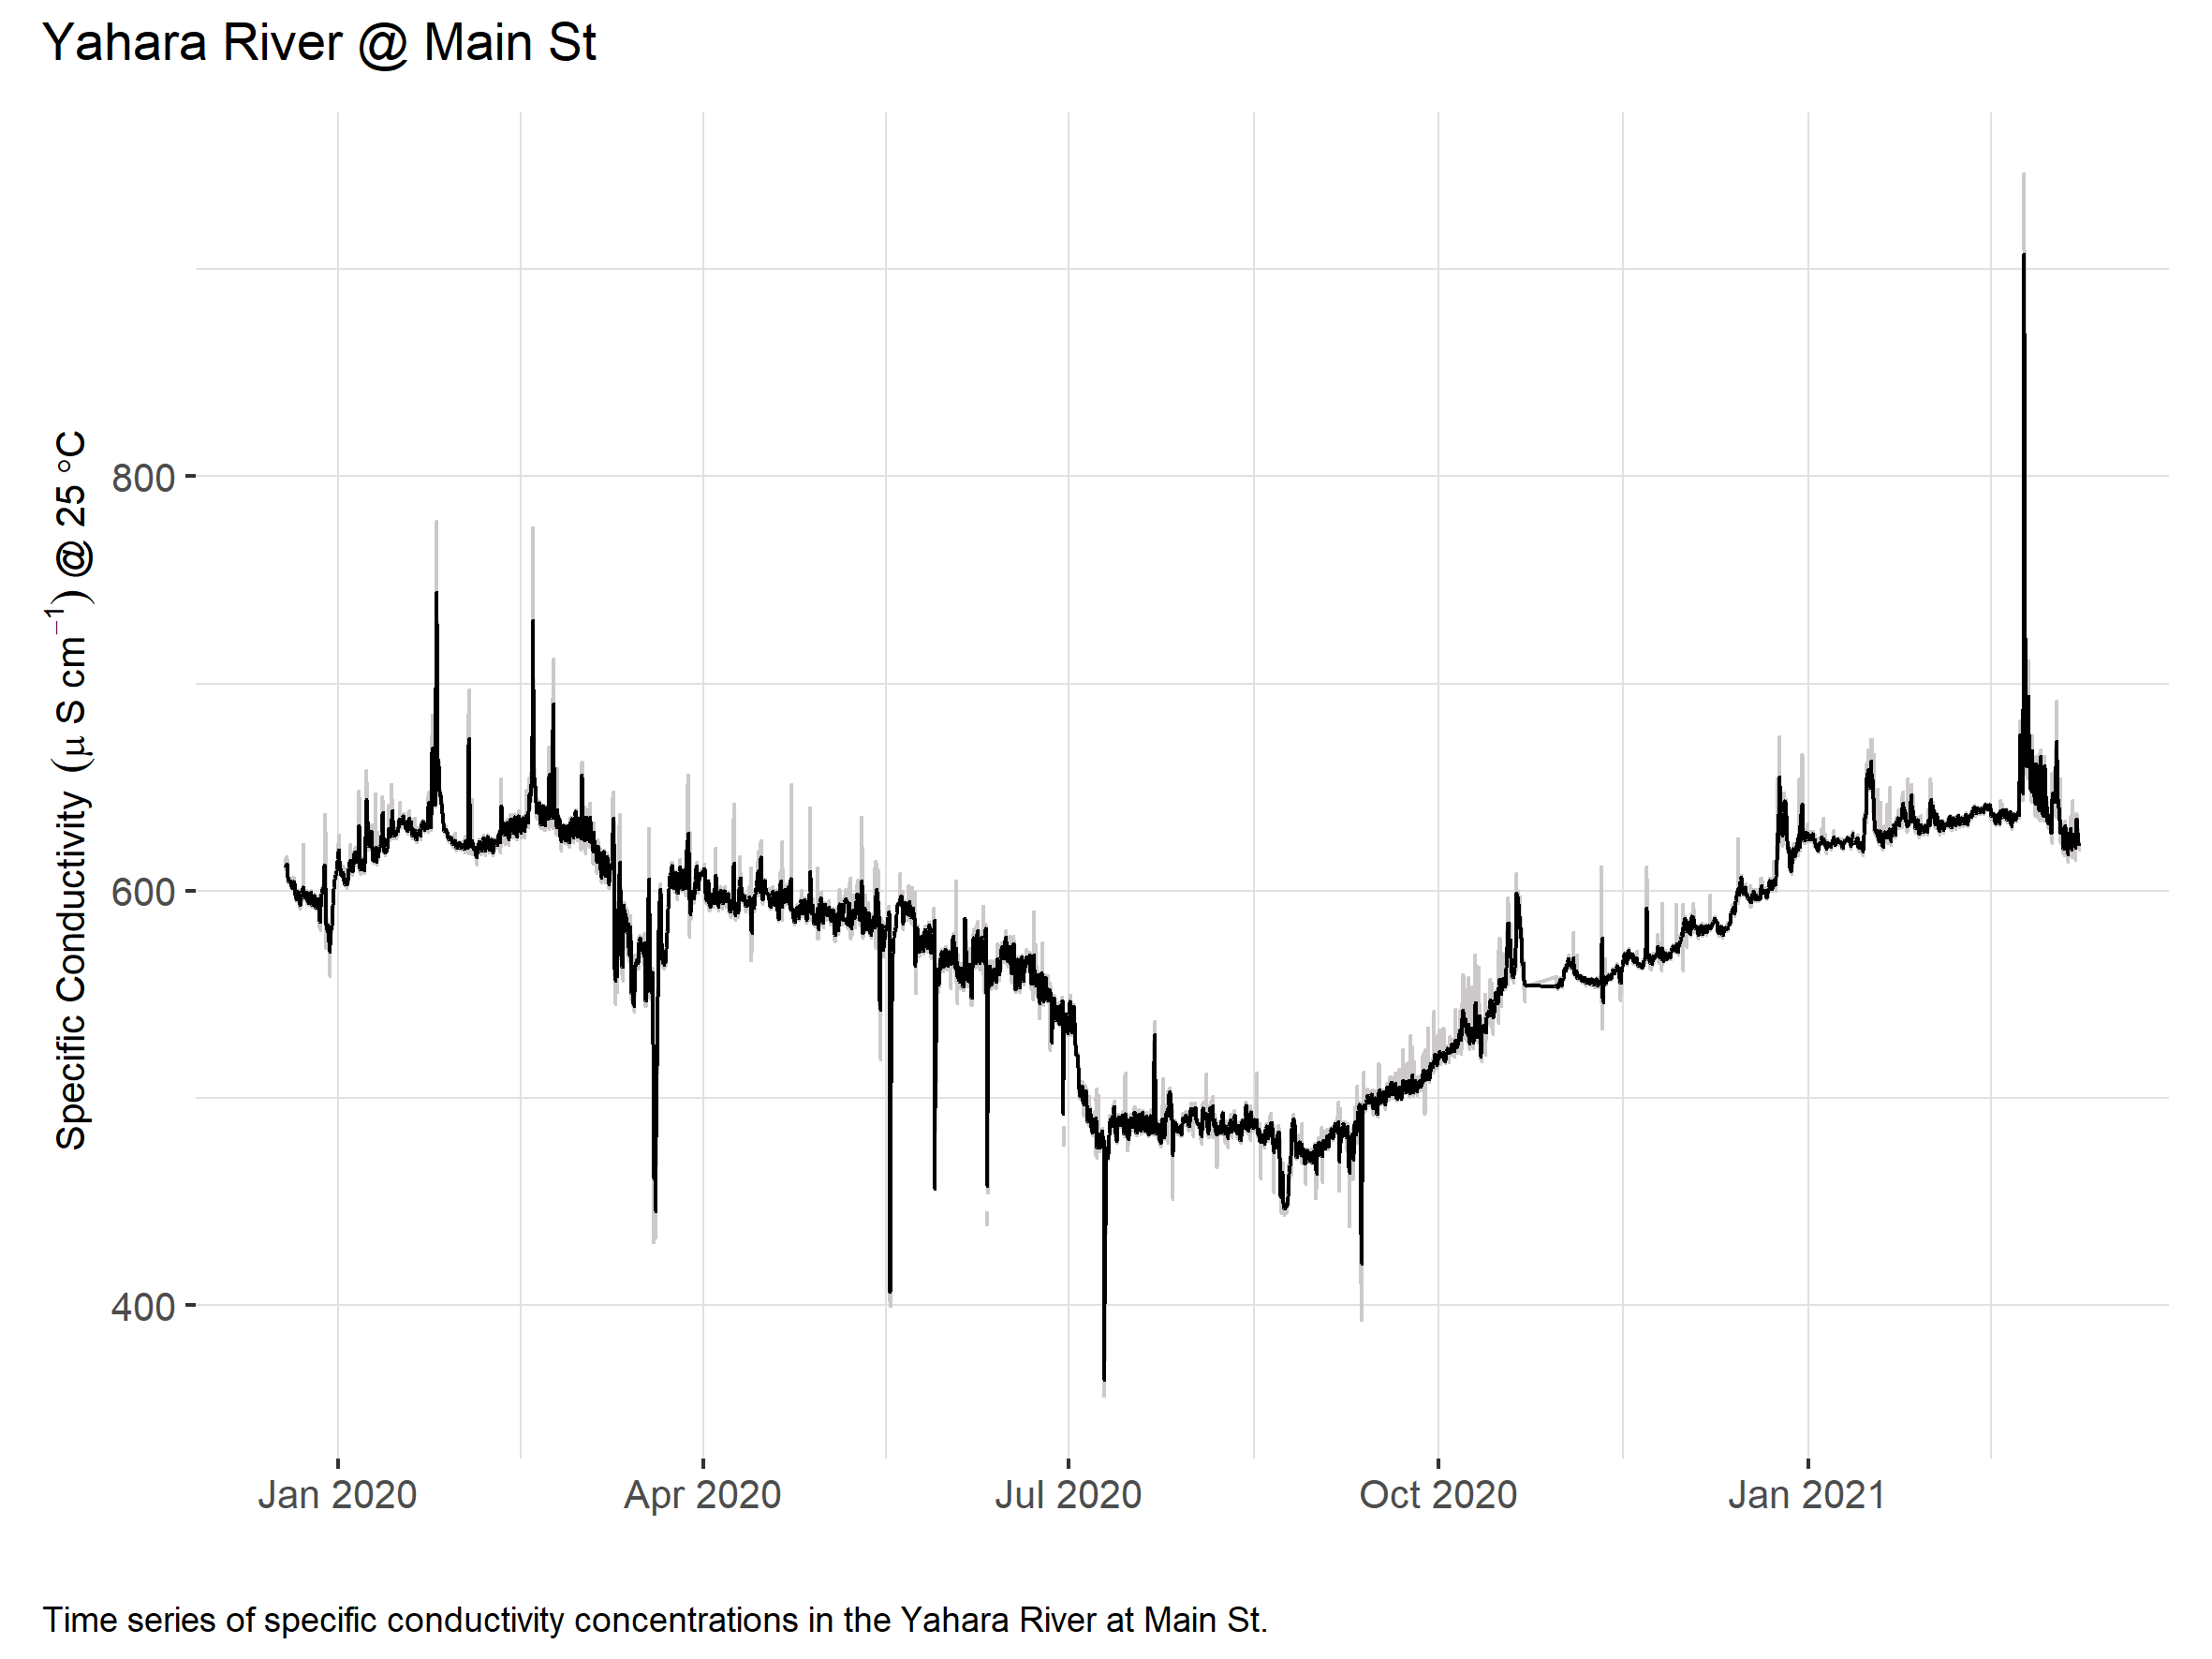 Yahara River @ Main St
Specific Conductivity (μ S cm⁻¹) @ 25 °C
800
600
400
Jan 2020
Apr 2020
Jul 2020
Oct 2020
Jan 2021
Time series of specific conductivity concentrations in the Yahara River at Main St.